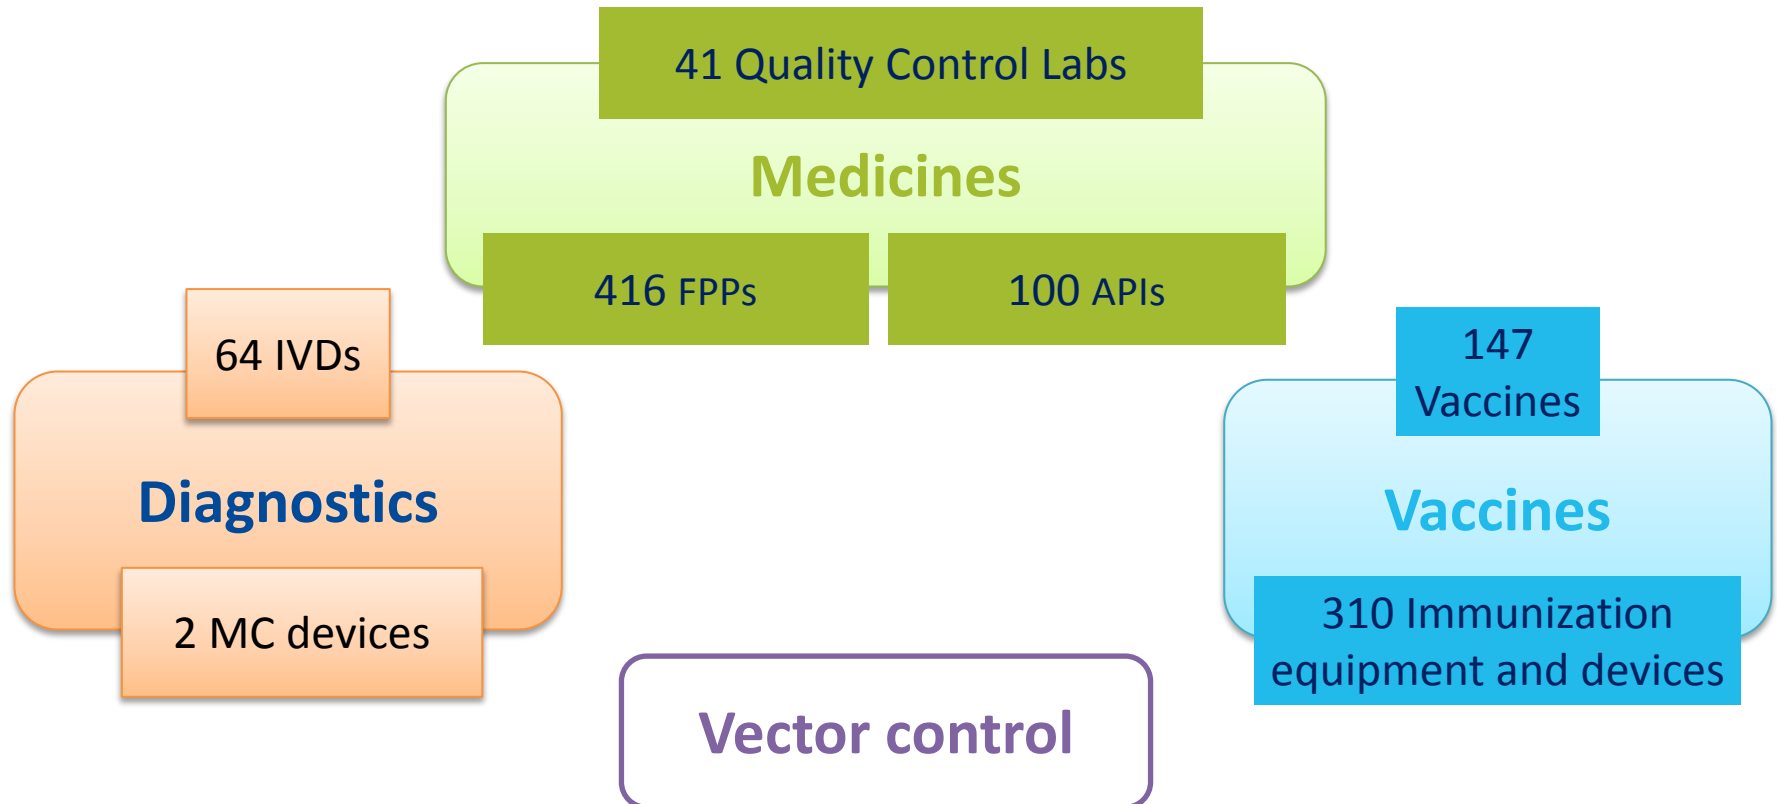 41 Quality Control Labs
Medicines
416 FPPs
100 APIs
64 IVDs
Diagnostics
2 MC devices
147
Vaccines
Vaccines
310 Immunization
equipment and devices
Vector control